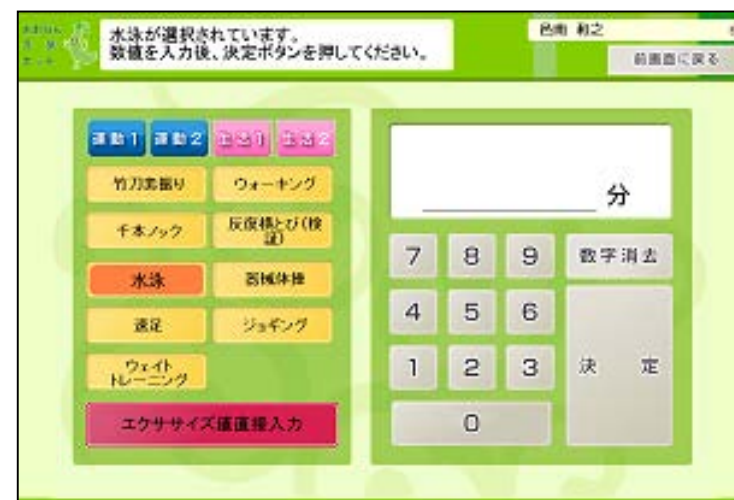 水泳が選択されています。
数値を入力後、決定ボタンを押してください。
和之
前画面に戻る
運動1 運動2 生活1 生活2
竹刀素振り ウォーキング
千本ノック 反復横とび(検
証)
水泳 器械体操
遠足 ジョギング
ウェイト
トレーニング
エクササイズ値直接入力
分
7 8 9 数字消去
4 5 6
1 2 3 決 定
0